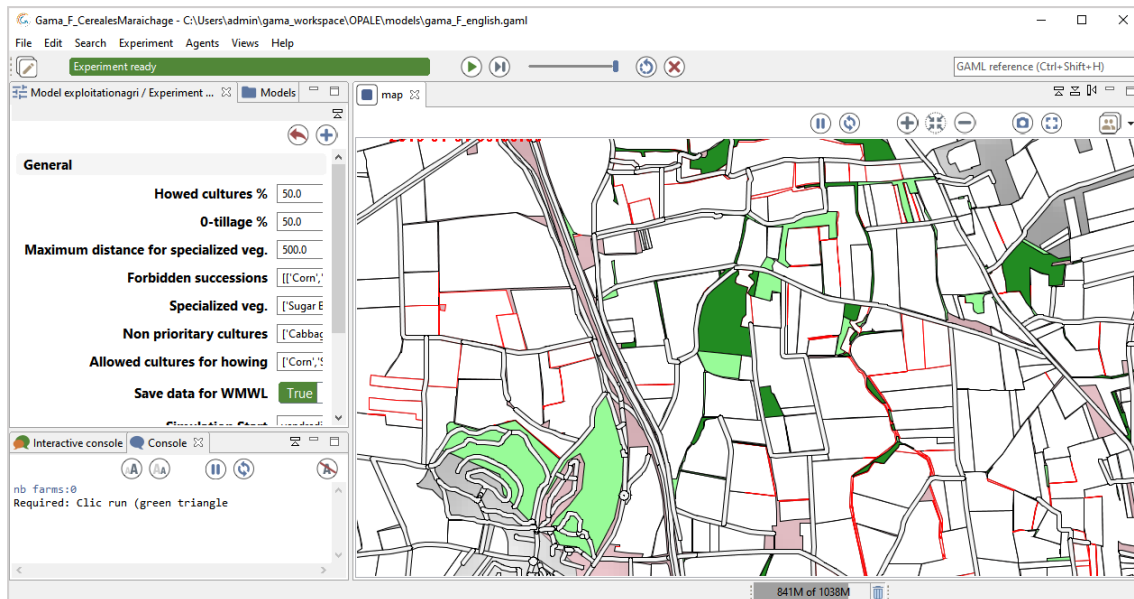 Gama_F_CerealesMaraichage - C:\Users\admin\gama_workspace\OPALE\models\gama_F_english.gaml
File Edit Search Experiment Agents Views Help
Experiment ready
GAML reference (Ctrl+Shift+H)
Model exploitationagri / Experiment ...
Models
map
General
Howed cultures % 50.0
0-tillage % 50.0
Maximum distance for specialized veg. 500.0
Forbidden successions [['Corn','
Specialized veg. ['Sugar B
Non prioritary cultures ['Cabbag
Allowed cultures for howing ['Corn','S
Save data for WMWL True
Simulation Start vendredi
Interactive console
Console
nb farms:0
Required: Clic run (green triangle
841M of 1038M